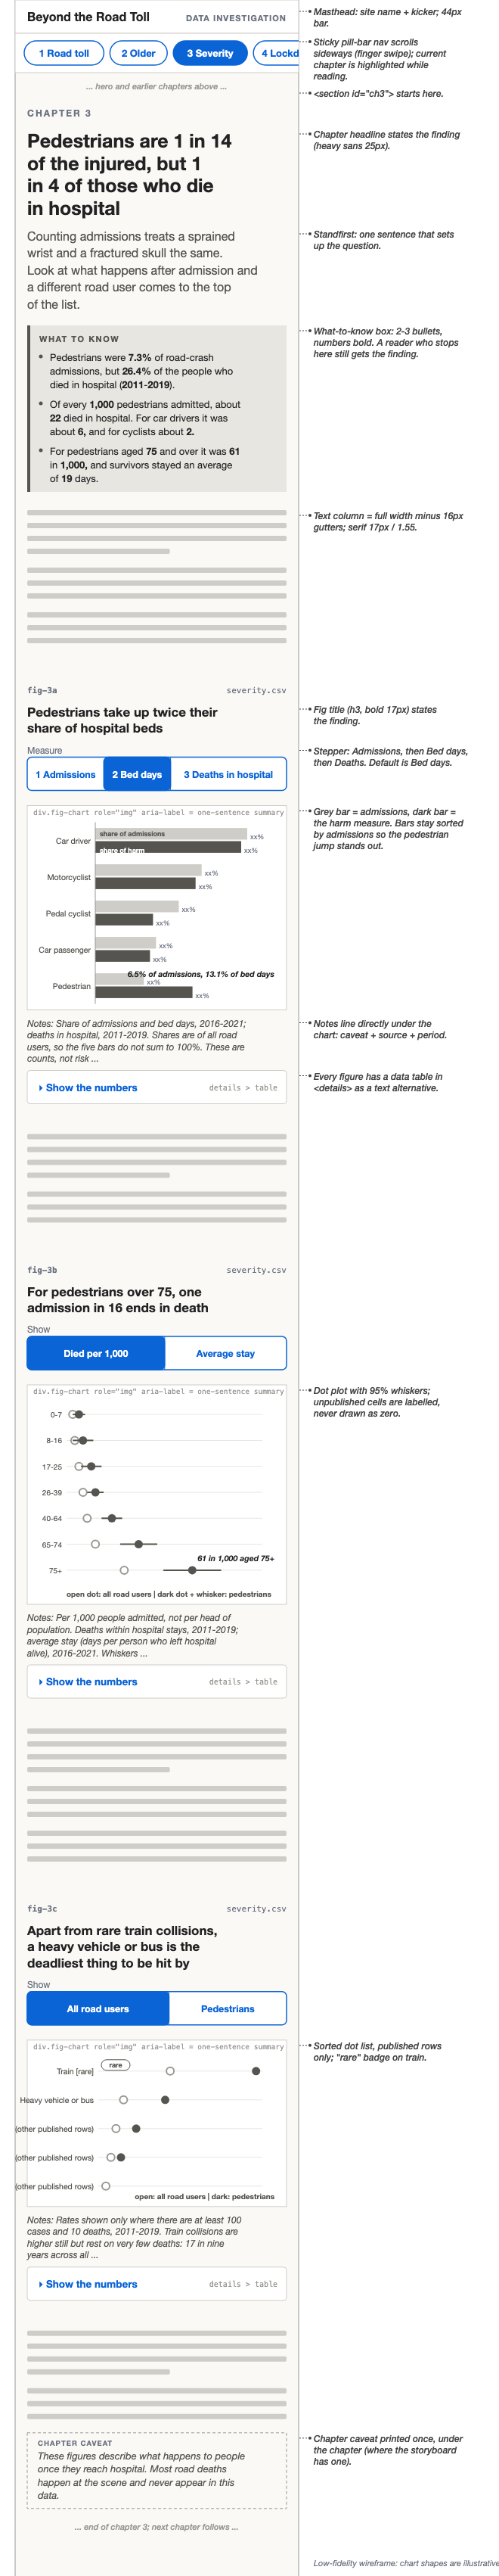 Beyond the Road Toll
DATA INVESTIGATION
1 Road toll
2 Older
3 Severity
4 Lockd
... hero and earlier chapters above ...
CHAPTER 3
Pedestrians are 1 in 14
of the injured, but 1
in 4 of those who die
in hospital
Counting admissions treats a sprained
wrist and a fractured skull the same.
Look at what happens after admission and
a different road user comes to the top
of the list.
WHAT TO KNOW
• Pedestrians were 7.3% of road-crash
admissions, but 26.4% of the people who
died in hospital (2011-2019).
• Of every 1,000 pedestrians admitted, about
22 died in hospital. For car drivers it was
about 6, and for cyclists about 2.
• For pedestrians aged 75 and over it was 61
in 1,000, and survivors stayed an average
of 19 days.
fig-3a
severity.csv
Pedestrians take up twice their
share of hospital beds
Measure
1 Admissions
2 Bed days
3 Deaths in hospital
div.fig-chart role="img" aria-label = one-sentence summary
Car driver
share of admissions
xx%
share of harm
xx%
Motorcyclist
xx%
xx%
Pedal cyclist
xx%
xx%
Car passenger
xx%
xx%
6.5% of admissions, 13.1% of bed days
Pedestrian
xx%
xx%
Notes: Share of admissions and bed days, 2016-2021;
deaths in hospital, 2011-2019. Shares are of all road
users, so the five bars do not sum to 100%. These are
counts, not risk ...
Show the numbers
details > table
fig-3b
severity.csv
For pedestrians over 75, one
admission in 16 ends in death
Show
Died per 1,000
Average stay
div.fig-chart role="img" aria-label = one-sentence summary
0-7
8-16
17-25
26-39
40-64
65-74
61 in 1,000 aged 75+
75+
open dot: all road users | dark dot + whisker: pedestrians
Notes: Per 1,000 people admitted, not per head of
population. Deaths within hospital stays, 2011-2019;
average stay (days per person who left hospital
alive), 2016-2021. Whiskers ...
Show the numbers
details > table
fig-3c
severity.csv
Apart from rare train collisions,
a heavy vehicle or bus is the
deadliest thing to be hit by
Show
All road users
Pedestrians
div.fig-chart role="img" aria-label = one-sentence summary
rare
Train [rare]
Heavy vehicle or bus
(other published rows)
(other published rows)
(other published rows)
open: all road users | dark: pedestrians
Notes: Rates shown only where there are at least 100
cases and 10 deaths, 2011-2019. Train collisions are
higher still but rest on very few deaths: 17 in nine
years across all ...
Show the numbers
details > table
CHAPTER CAVEAT
These figures describe what happens to people
once they reach hospital. Most road deaths
happen at the scene and never appear in this
data.
... end of chapter 3; next chapter follows ...
Masthead: site name + kicker; 44px
bar.
Sticky pill-bar nav scrolls
sideways (finger swipe); current
chapter is highlighted while
reading.
<section id="ch3"> starts here.
Chapter headline states the finding
(heavy sans 25px).
Standfirst: one sentence that sets
up the question.
What-to-know box: 2-3 bullets,
numbers bold. A reader who stops
here still gets the finding.
Text column = full width minus 16px
gutters; serif 17px / 1.55.
Fig title (h3, bold 17px) states
the finding.
Stepper: Admissions, then Bed days,
then Deaths. Default is Bed days.
Grey bar = admissions, dark bar =
the harm measure. Bars stay sorted
by admissions so the pedestrian
jump stands out.
Notes line directly under the
chart: caveat + source + period.
Every figure has a data table in
<details> as a text alternative.
Dot plot with 95% whiskers;
unpublished cells are labelled,
never drawn as zero.
Sorted dot list, published rows
only; "rare" badge on train.
Chapter caveat printed once, under
the chapter (where the storyboard
has one).
Low-fidelity wireframe: chart shapes are illustrative